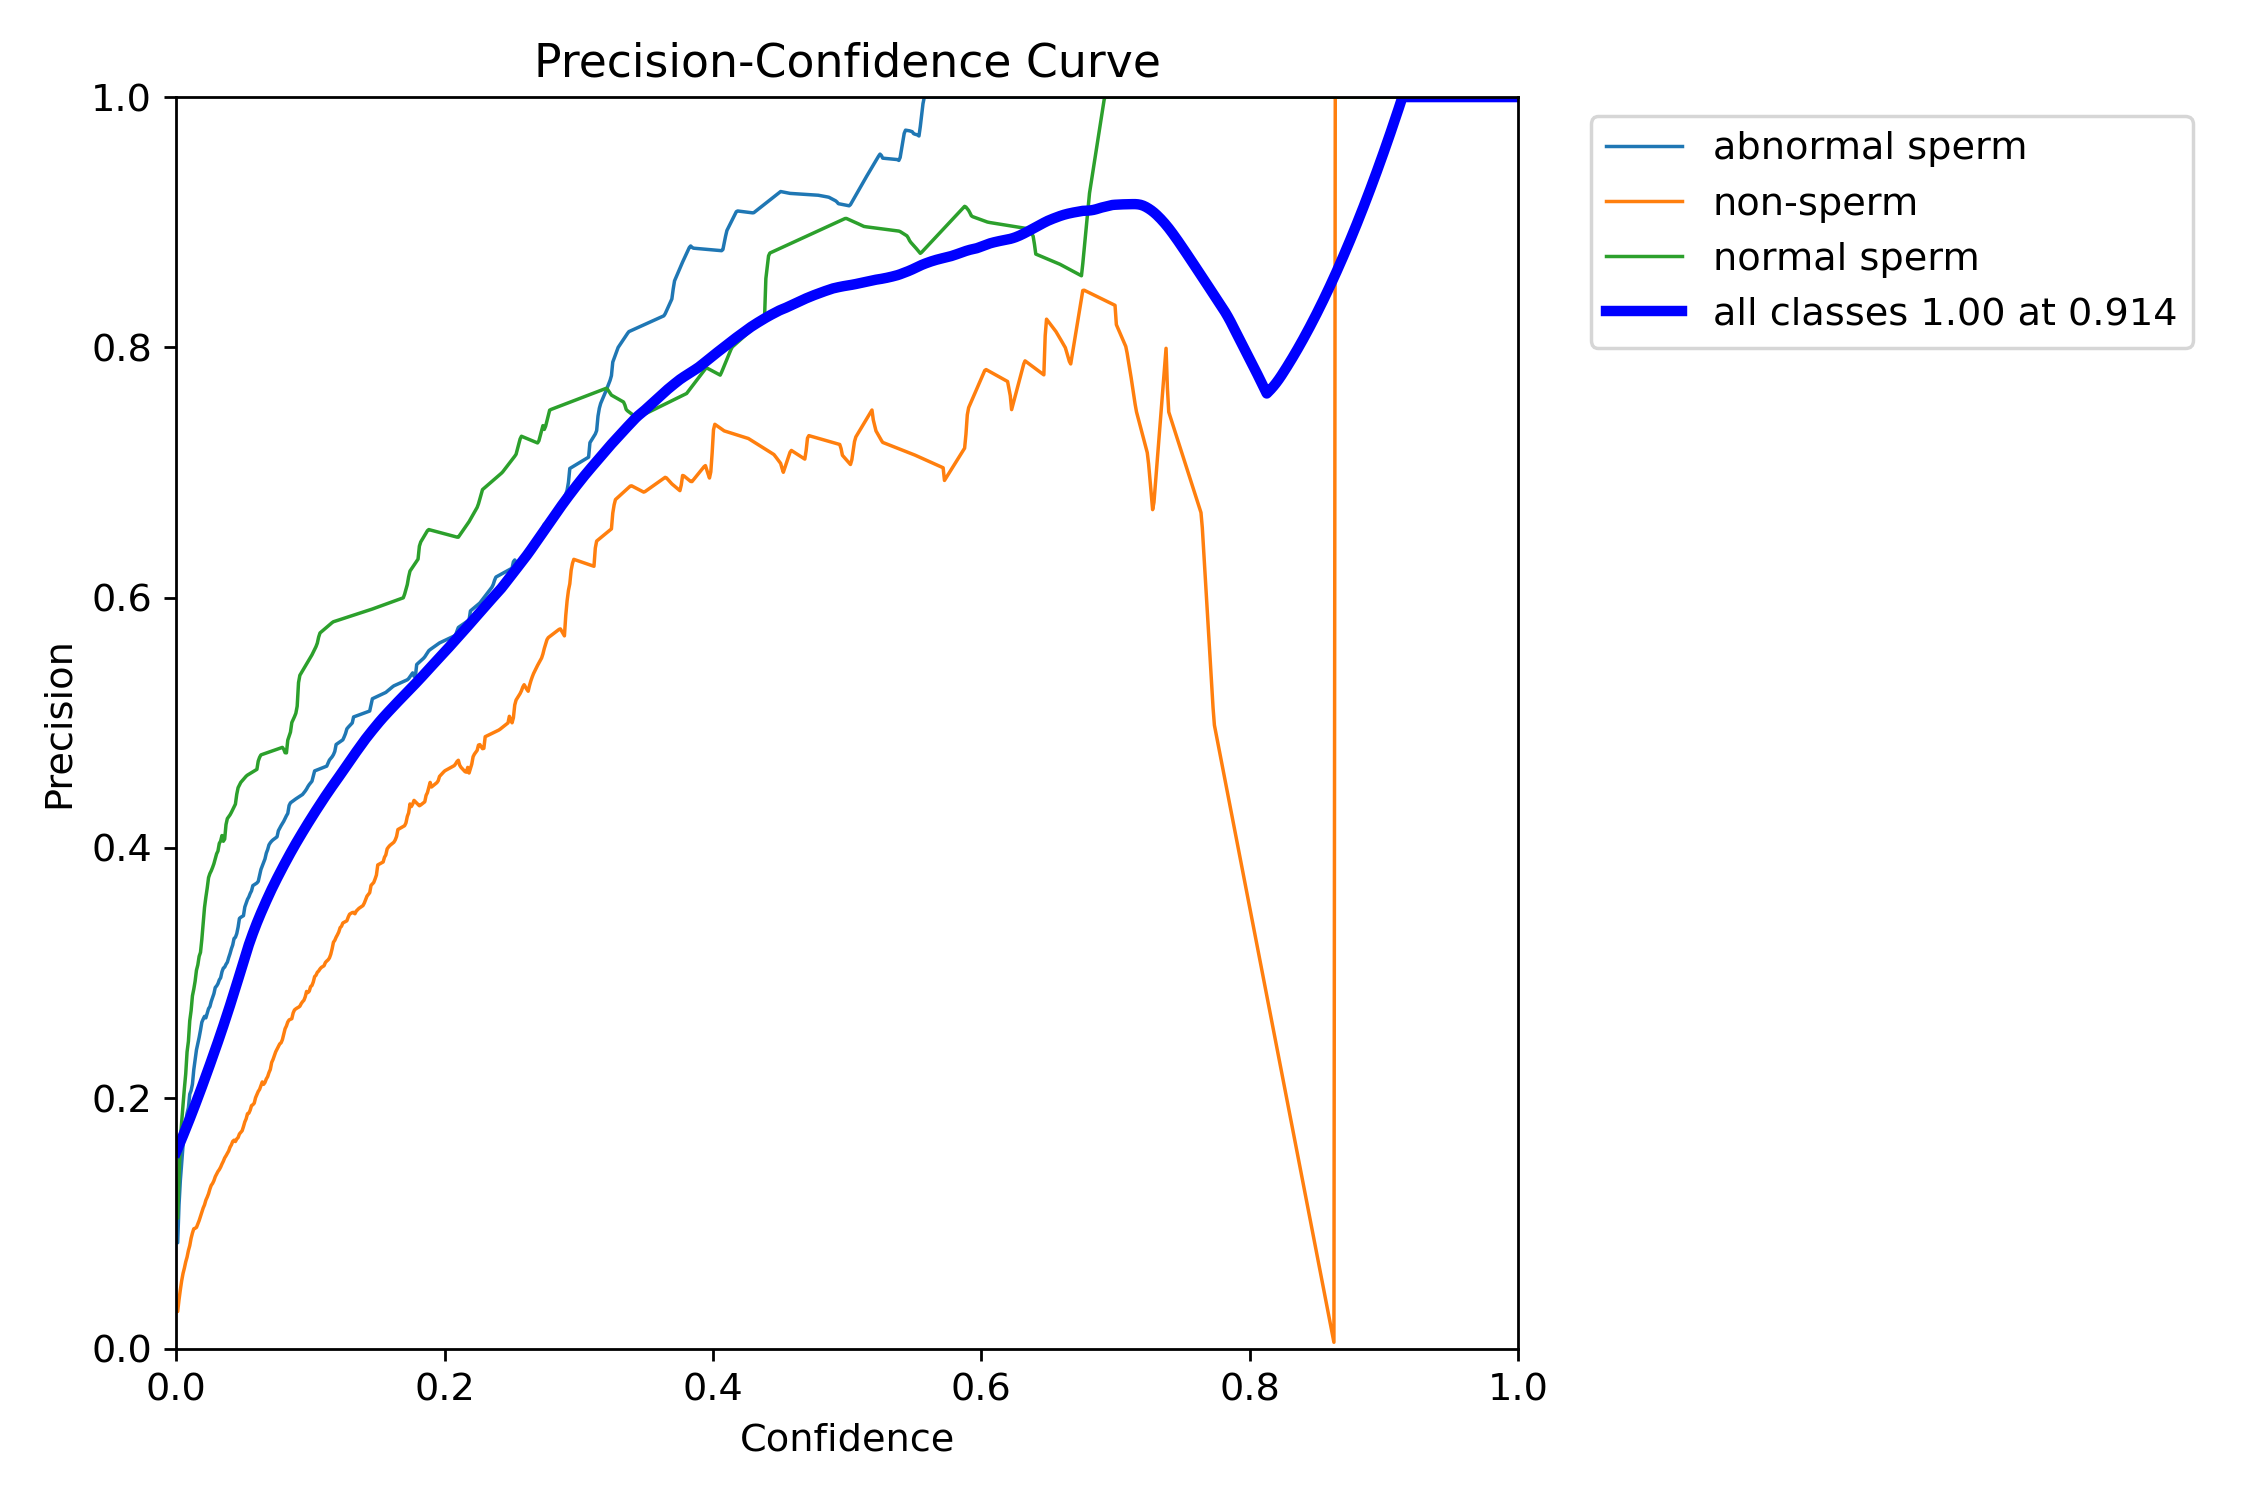 Precision-Confidence Curve
1.0
0.8
0.6
0.4
0.2
0.0
Precision
0.0 0.2 0.4 0.6 0.8 1.0
Confidence
abnormal sperm
non-sperm
normal sperm
all classes 1.00 at 0.914